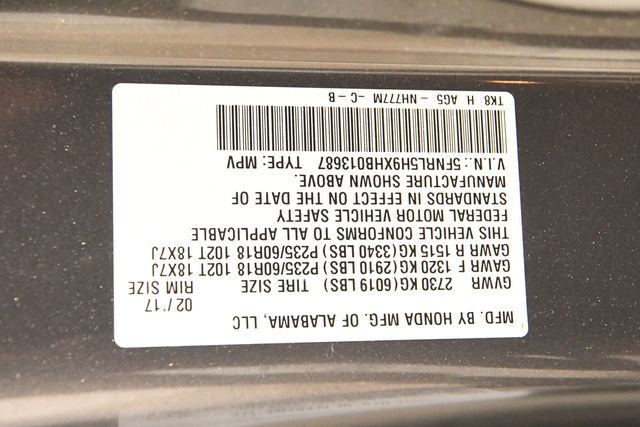 MFD. BY HONDA MFG. OF ALABAMA, LLC 02/'17
GVWR 2730 KG(6019 LBS) TIRE SIZE RIM SIZE
GAWR F 1320 KG(2910 LBS) P235/60R18 102T 18X7J
GAWR R 1515 KG(3340 LBS) P235/60R18 102T 18X7J
THIS VEHICLE CONFORMS TO ALL APPLICABLE
FEDERAL MOTOR VEHICLE SAFETY
STANDARDS IN EFFECT ON THE DATE OF
MANUFACTURE SHOWN ABOVE.
V.I.N.: 5FNRL5H9XHB013687 TYPE: MPV
TK8 H AG5 - NH777M - C - B